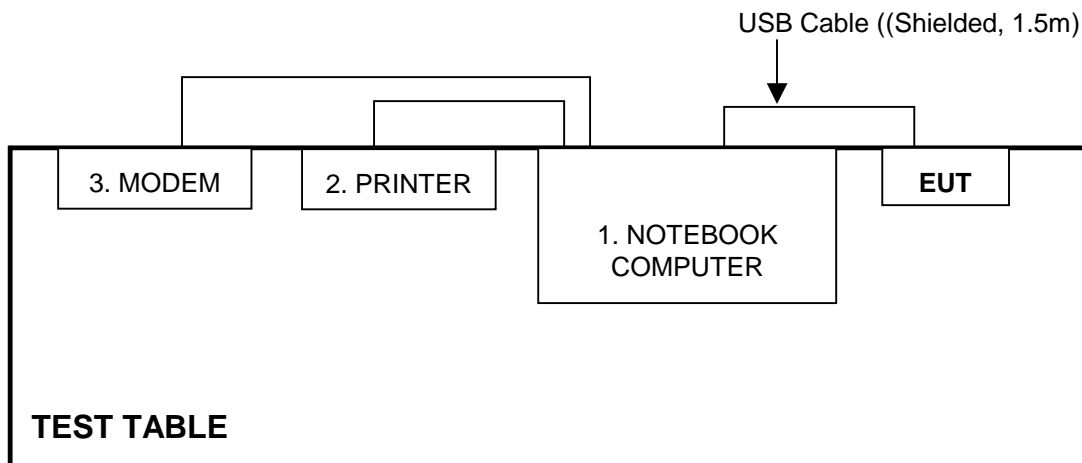 USB Cable ((Shielded, 1.5m)
3. MODEM
2. PRINTER
EUT
1. NOTEBOOK
COMPUTER
TEST TABLE